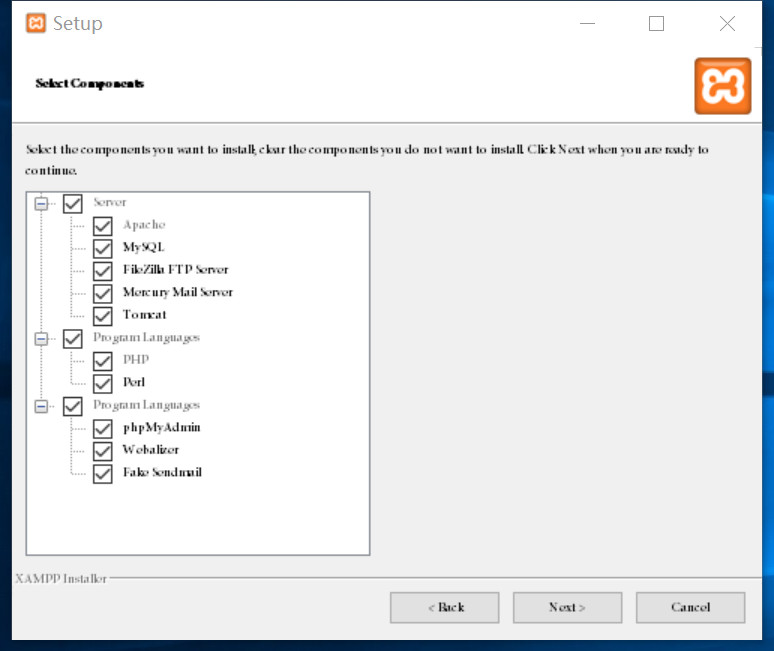 Setup
Select Components
Select the components you want to install; clear the components you do not want to install. Click Next when you are ready to
continue.
Server
Apache
MySQL
FileZilla FTP Server
Mercury Mail Server
Tomcat
Program Languages
PHP
Perl
Program Languages
phpMyAdmin
Webalizer
Fake Sendmail
XAMPP Installer
< Back
Next >
Cancel